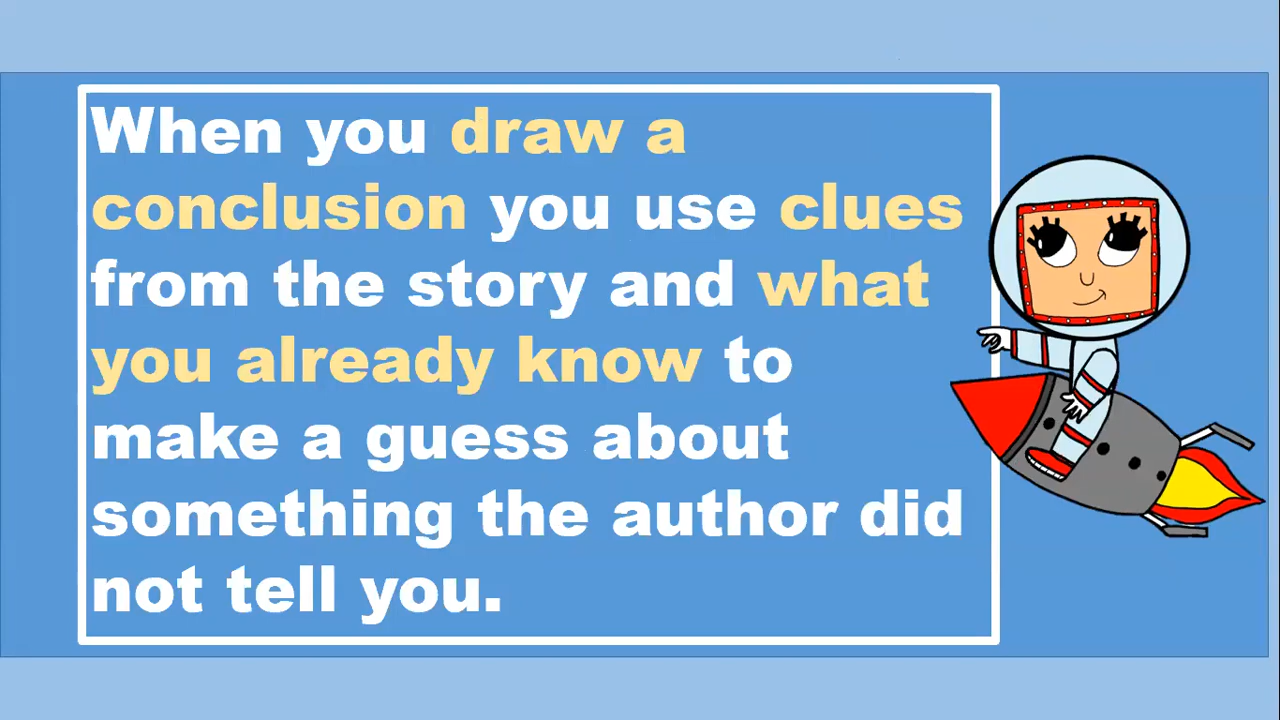 When you draw a
conclusion you use clues
from the story and what
you already know to
make a guess about
something the author did
not tell you.